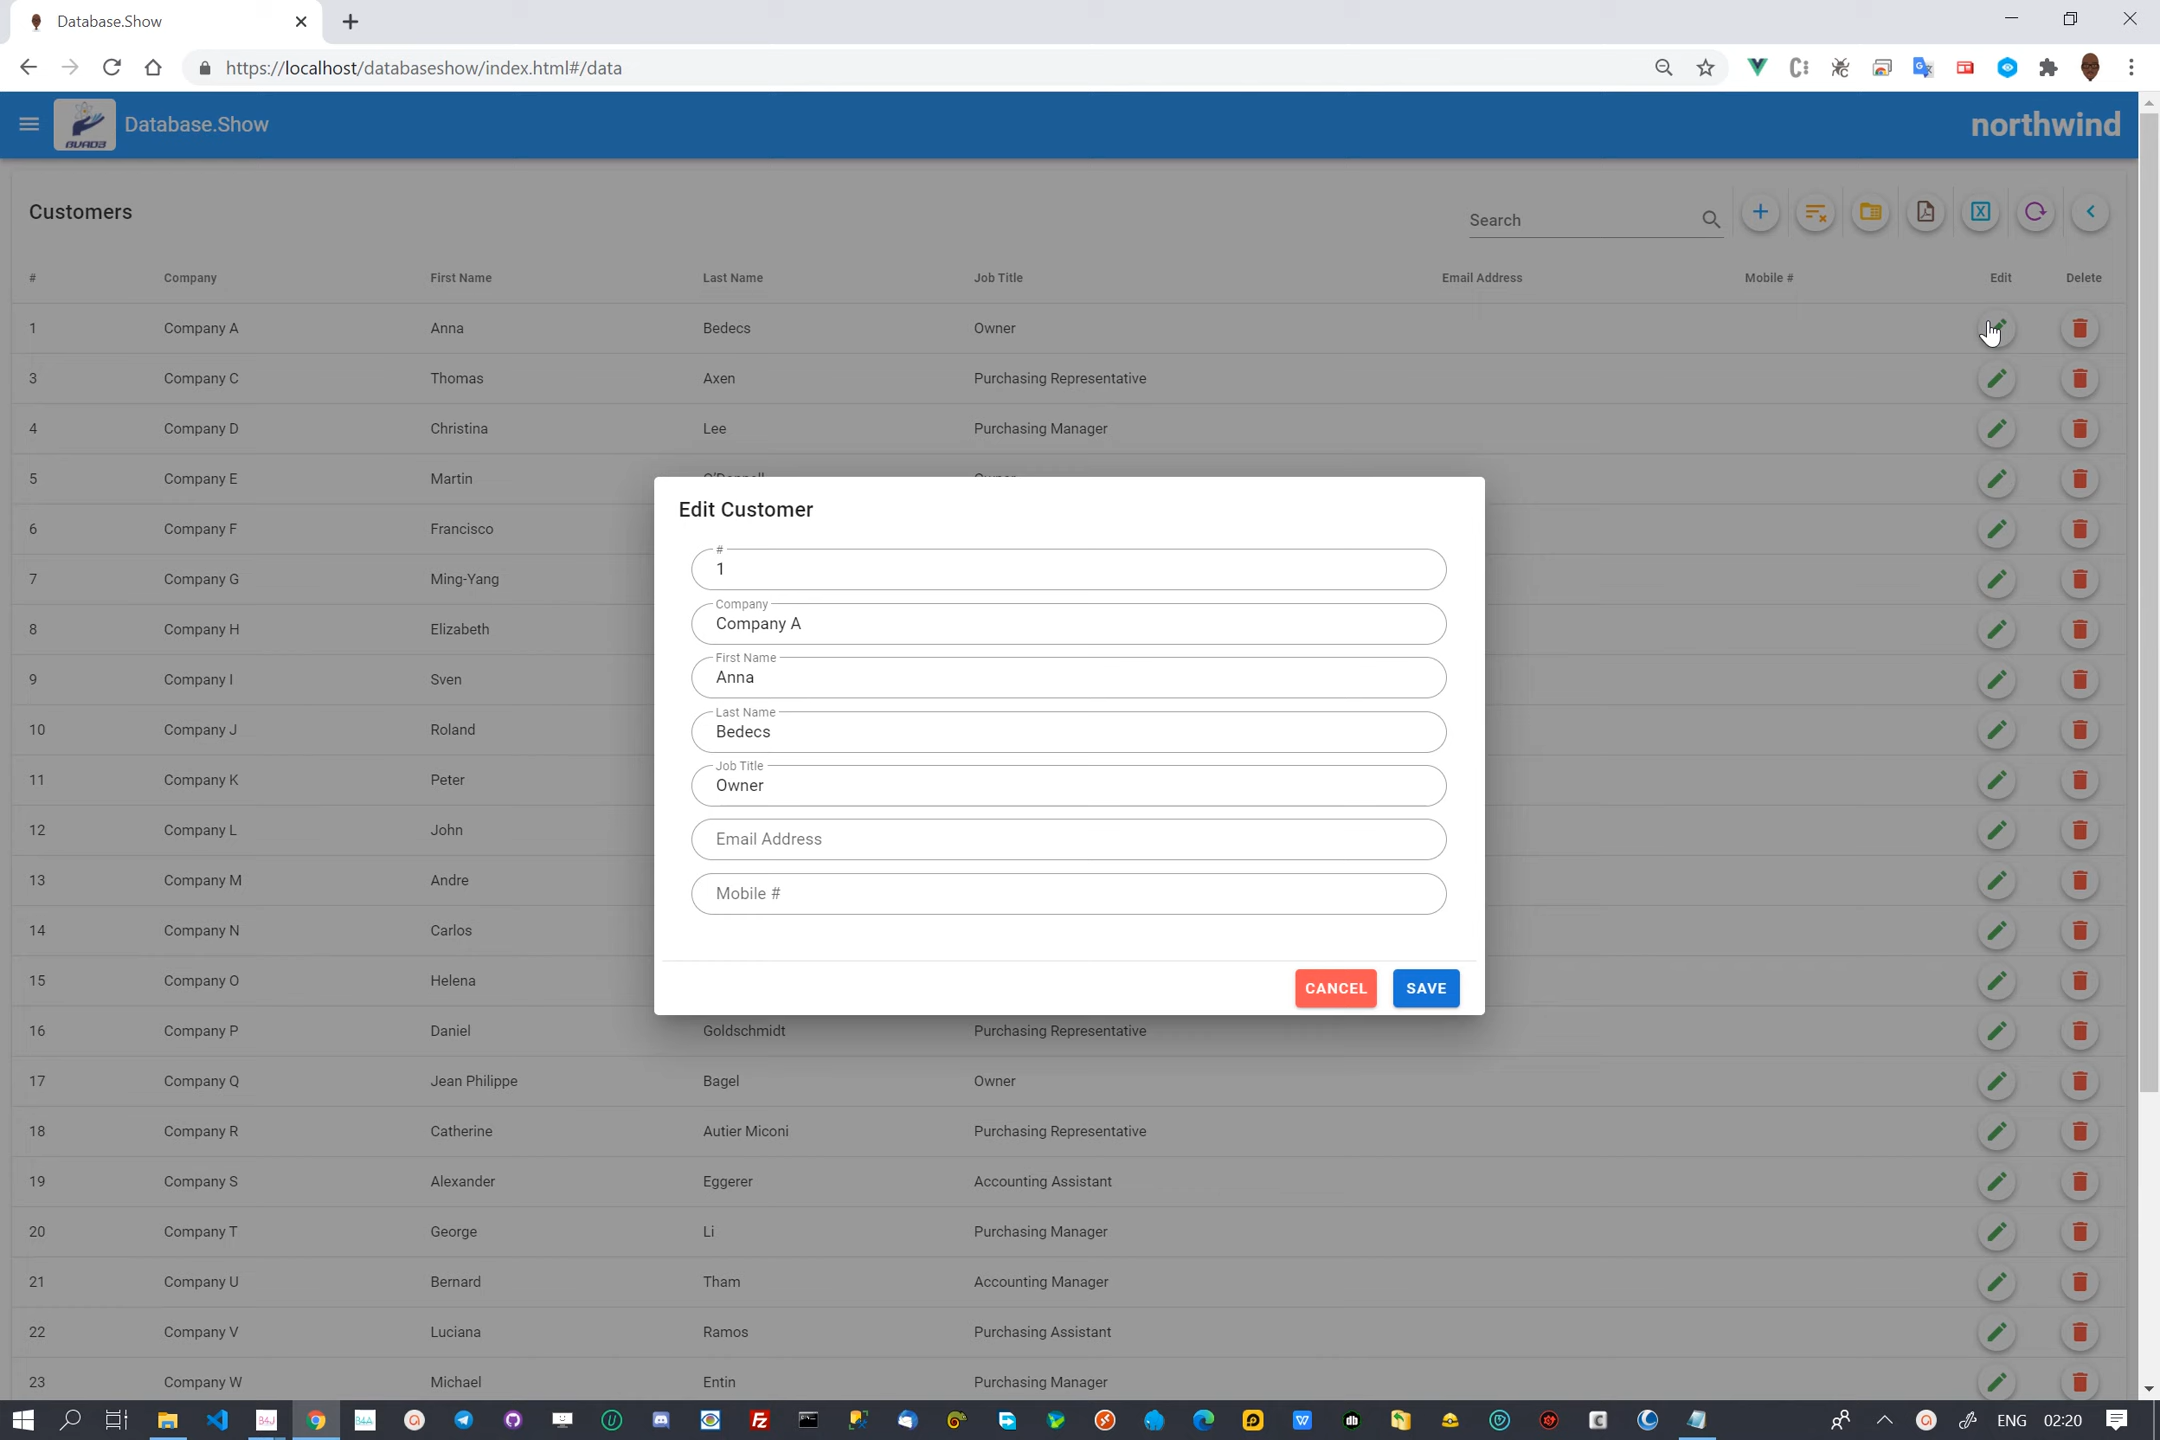 Database.Show
https://localhost/databaseshow/index.html#/data
BVAD3 Database.Show northwind
Customers Search
# Company First Name Last Name Job Title Email Address Mobile # Edit Delete
1 Company A Anna Bedecs Owner
3 Company C Thomas Axen Purchasing Representative
4 Company D Christina Lee Purchasing Manager
5 Company E Martin
6 Company F Francisco
7 Company G Ming-Yang
8 Company H Elizabeth
9 Company I Sven
10 Company J Roland
11 Company K Peter
12 Company L John
13 Company M Andre
14 Company N Carlos
15 Company O Helena
16 Company P Daniel Goldschmidt Purchasing Representative
17 Company Q Jean Philippe Bagel Owner
18 Company R Catherine Autier Miconi Purchasing Representative
19 Company S Alexander Eggerer Accounting Assistant
20 Company T George Li Purchasing Manager
21 Company U Bernard Tham Accounting Manager
22 Company V Luciana Ramos Purchasing Assistant
23 Company W Michael Entin Purchasing Manager
Edit Customer
#
1
Company
Company A
First Name
Anna
Last Name
Bedecs
Job Title
Owner
Email Address
Mobile #
CANCEL SAVE
ENG 02:20